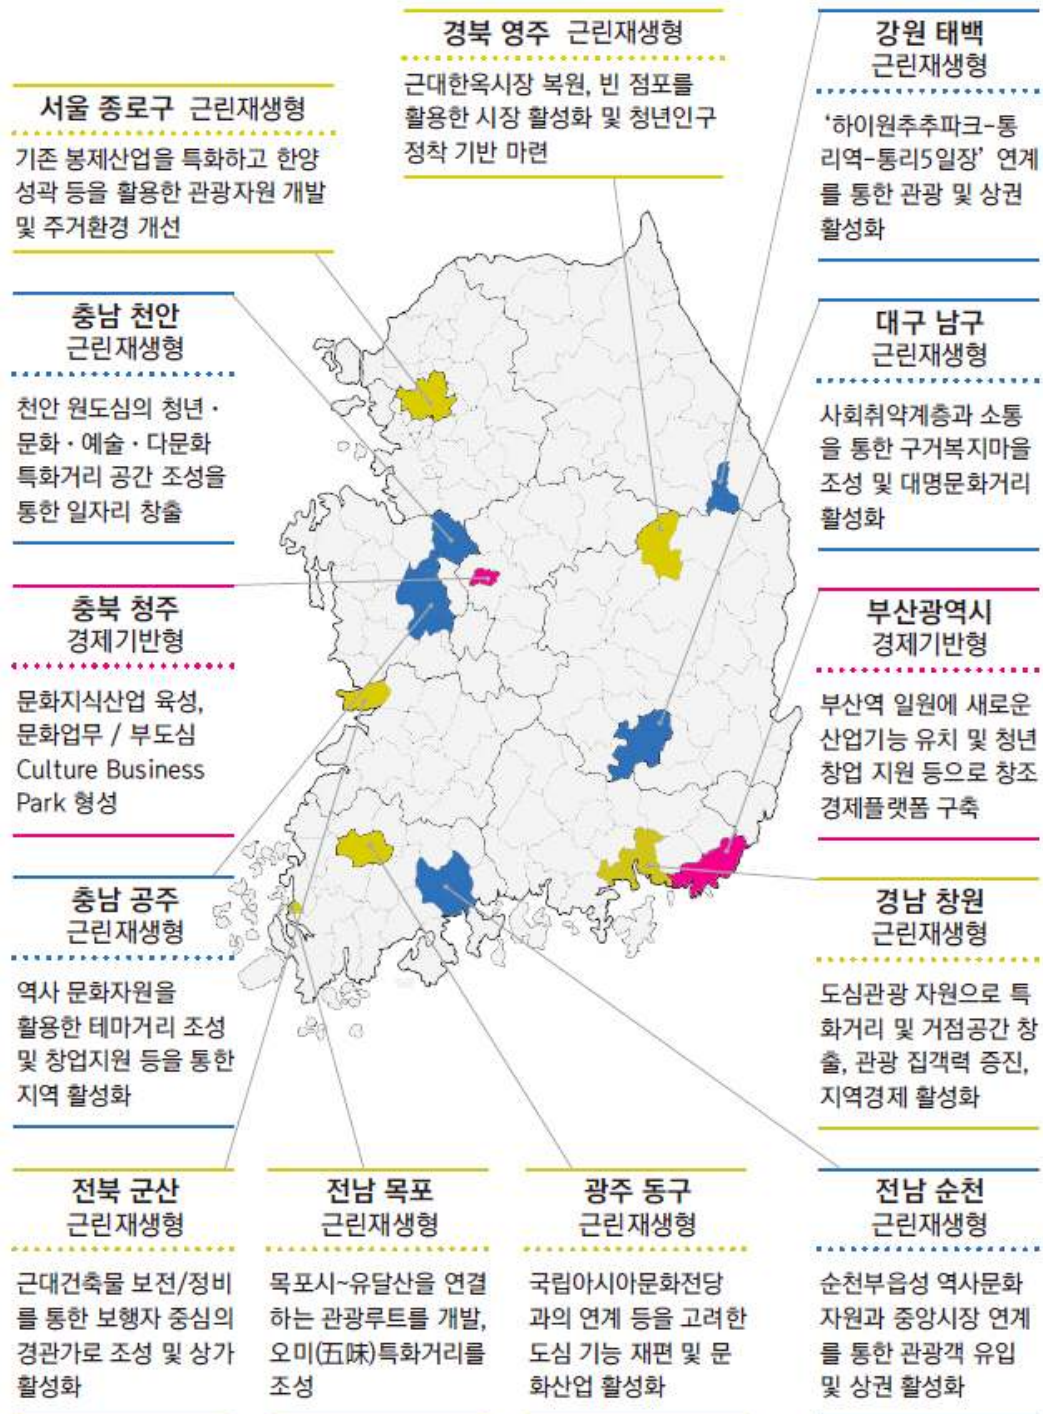 경북 영주 근린재생형
근대한옥시장 복원, 빈 점포를
활용한 시장 활성화 및 청년인구
정착 기반 마련
강원 태백
근린재생형
‘하이원추추파크-통
리역-통리5일장’ 연계
를 통한 관광 및 상권
활성화
서울 종로구 근린재생형
기존 봉제산업을 특화하고 한양
성곽 등을 활용한 관광자원 개발
및 주거환경 개선
충남 천안
근린재생형
천안 원도심의 청년 ·
문화 · 예술 · 다문화
특화거리 공간 조성을
통한 일자리 창출
대구 남구
근린재생형
사회취약계층과 소통
을 통한 구거복지마을
조성 및 대명문화거리
활성화
충북 청주
경제기반형
문화지식산업 육성,
문화업무 / 부도심
Culture Business
Park 형성
부산광역시
경제기반형
부산역 일원에 새로운
산업기능 유치 및 청년
창업 지원 등으로 창조
경제플랫폼 구축
충남 공주
근린재생형
역사 문화자원을
활용한 테마거리 조성
및 창업지원 등을 통한
지역 활성화
경남 창원
근린재생형
도심관광 자원으로 특
화거리 및 거점공간 창
출, 관광 집객력 증진,
지역경제 활성화
전북 군산
근린재생형
근대건축물 보전/정비
를 통한 보행자 중심의
경관가로 조성 및 상가
활성화
전남 목포
근린재생형
목포시~유달산을 연결
하는 관광루트를 개발,
오미(五味)특화거리를
조성
광주 동구
근린재생형
국립아시아문화전당
과의 연계 등을 고려한
도심 기능 재편 및 문
화산업 활성화
전남 순천
근린재생형
순천부읍성 역사문화
자원과 중앙시장 연계
를 통한 관광객 유입
및 상권 활성화